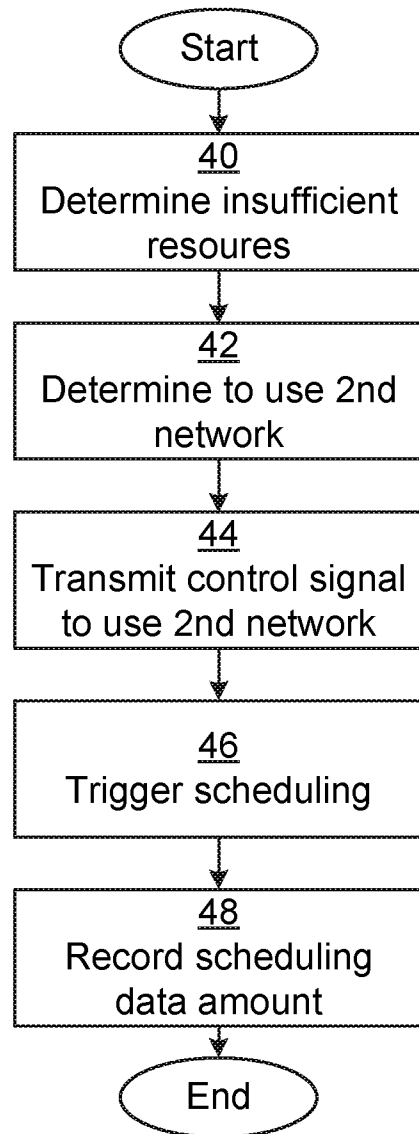 Start
40
Determine insufficient
resoures
42
Determine to use 2nd
network
44
Transmit control signal
to use 2nd network
46
Trigger scheduling
48
Record scheduling
data amount
End